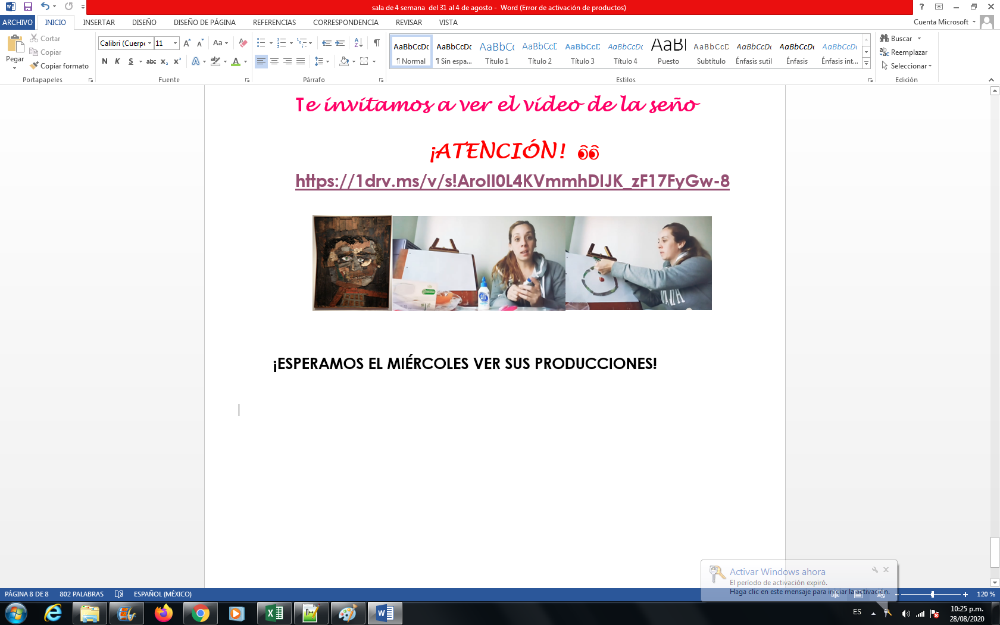 sala de 4 semana  del 31 al 4 de agosto -  Word (Error de activación de productos)
ARCHIVO INICIO INSERTAR DISEÑO DISEÑO DE PÁGINA REFERENCIAS CORRESPONDENCIA REVISAR VISTA Cuenta Microsoft
Pegar
Cortar
Copiar
Copiar formato
Portapapeles
Calibri (Cuerpo 11
N K S abc x₂ x²
Fuente
Párrafo
AaBbCcDc AaBbCcDc AaBbCc AaBbCcD AaBbCcD AaBbCcDc AaBl AaBbCcD AaBbCcDc AaBbCcDc AaBbCcDc
¶ Normal ¶ Sin espa... Título 1 Título 2 Título 3 Título 4 Puesto Subtítulo Énfasis sutil Énfasis Énfasis int...
Estilos
Buscar
Reemplazar
Seleccionar
Edición
Te invitamos a ver el video de la seño
¡ATENCIÓN!
https://1drv.ms/v/s!AroII0L4KVmmhDIJK_zF17FyGw-8
¡ESPERAMOS EL MIÉRCOLES VER SUS PRODUCCIONES!
Activar Windows ahora
El período de activación expiró.
Haga clic en este mensaje para iniciar la activación.
PÁGINA 8 DE 8 802 PALABRAS ESPAÑOL (MÉXICO) 120 %
ES 10:25 p.m.
28/08/2020